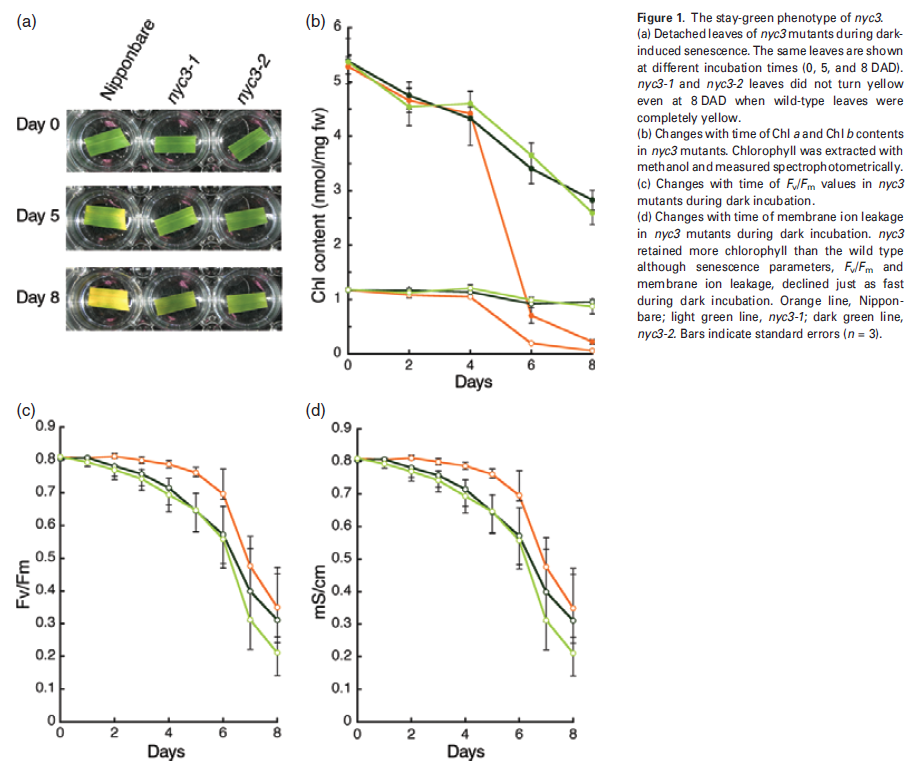 (a)
Nipponbare
nyc3-1
nyc3-2
Day 0
Day 5
Day 8
(b)
Chl content (nmol/mg fw)
6
5
4
3
2
1
0
0 2 4 6 8
Days
Figure 1. The stay-green phenotype of nyc3.
(a) Detached leaves of nyc3 mutants during dark-
induced senescence. The same leaves are shown
at different incubation times (0, 5, and 8 DAD).
nyc3-1 and nyc3-2 leaves did not turn yellow
even at 8 DAD when wild-type leaves were
completely yellow.
(b) Changes with time of Chl a and Chl b contents
in nyc3 mutants. Chlorophyll was extracted with
methanol and measured spectrophotometrically.
(c) Changes with time of Fv/Fm values in nyc3
mutants during dark incubation.
(d) Changes with time of membrane ion leakage
in nyc3 mutants during dark incubation. nyc3
retained more chlorophyll than the wild type
although senescence parameters, Fv/Fm and
membrane ion leakage, declined just as fast
during dark incubation. Orange line, Nippon-
bare; light green line, nyc3-1; dark green line,
nyc3-2. Bars indicate standard errors (n = 3).
(c)
Fv/Fm
0.9
0.8
0.7
0.6
0.5
0.4
0.3
0.2
0.1
0
0 2 4 6 8
Days
(d)
mS/cm
0.9
0.8
0.7
0.6
0.5
0.4
0.3
0.2
0.1
0
0 2 4 6 8
Days